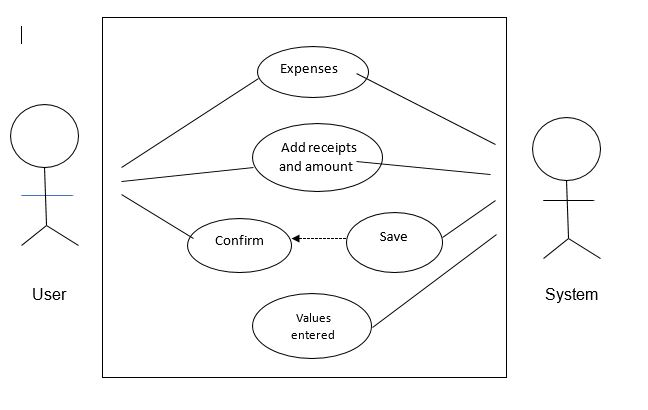 Expenses
Add receipts
and amount
Confirm
Save
User
System
Values
entered